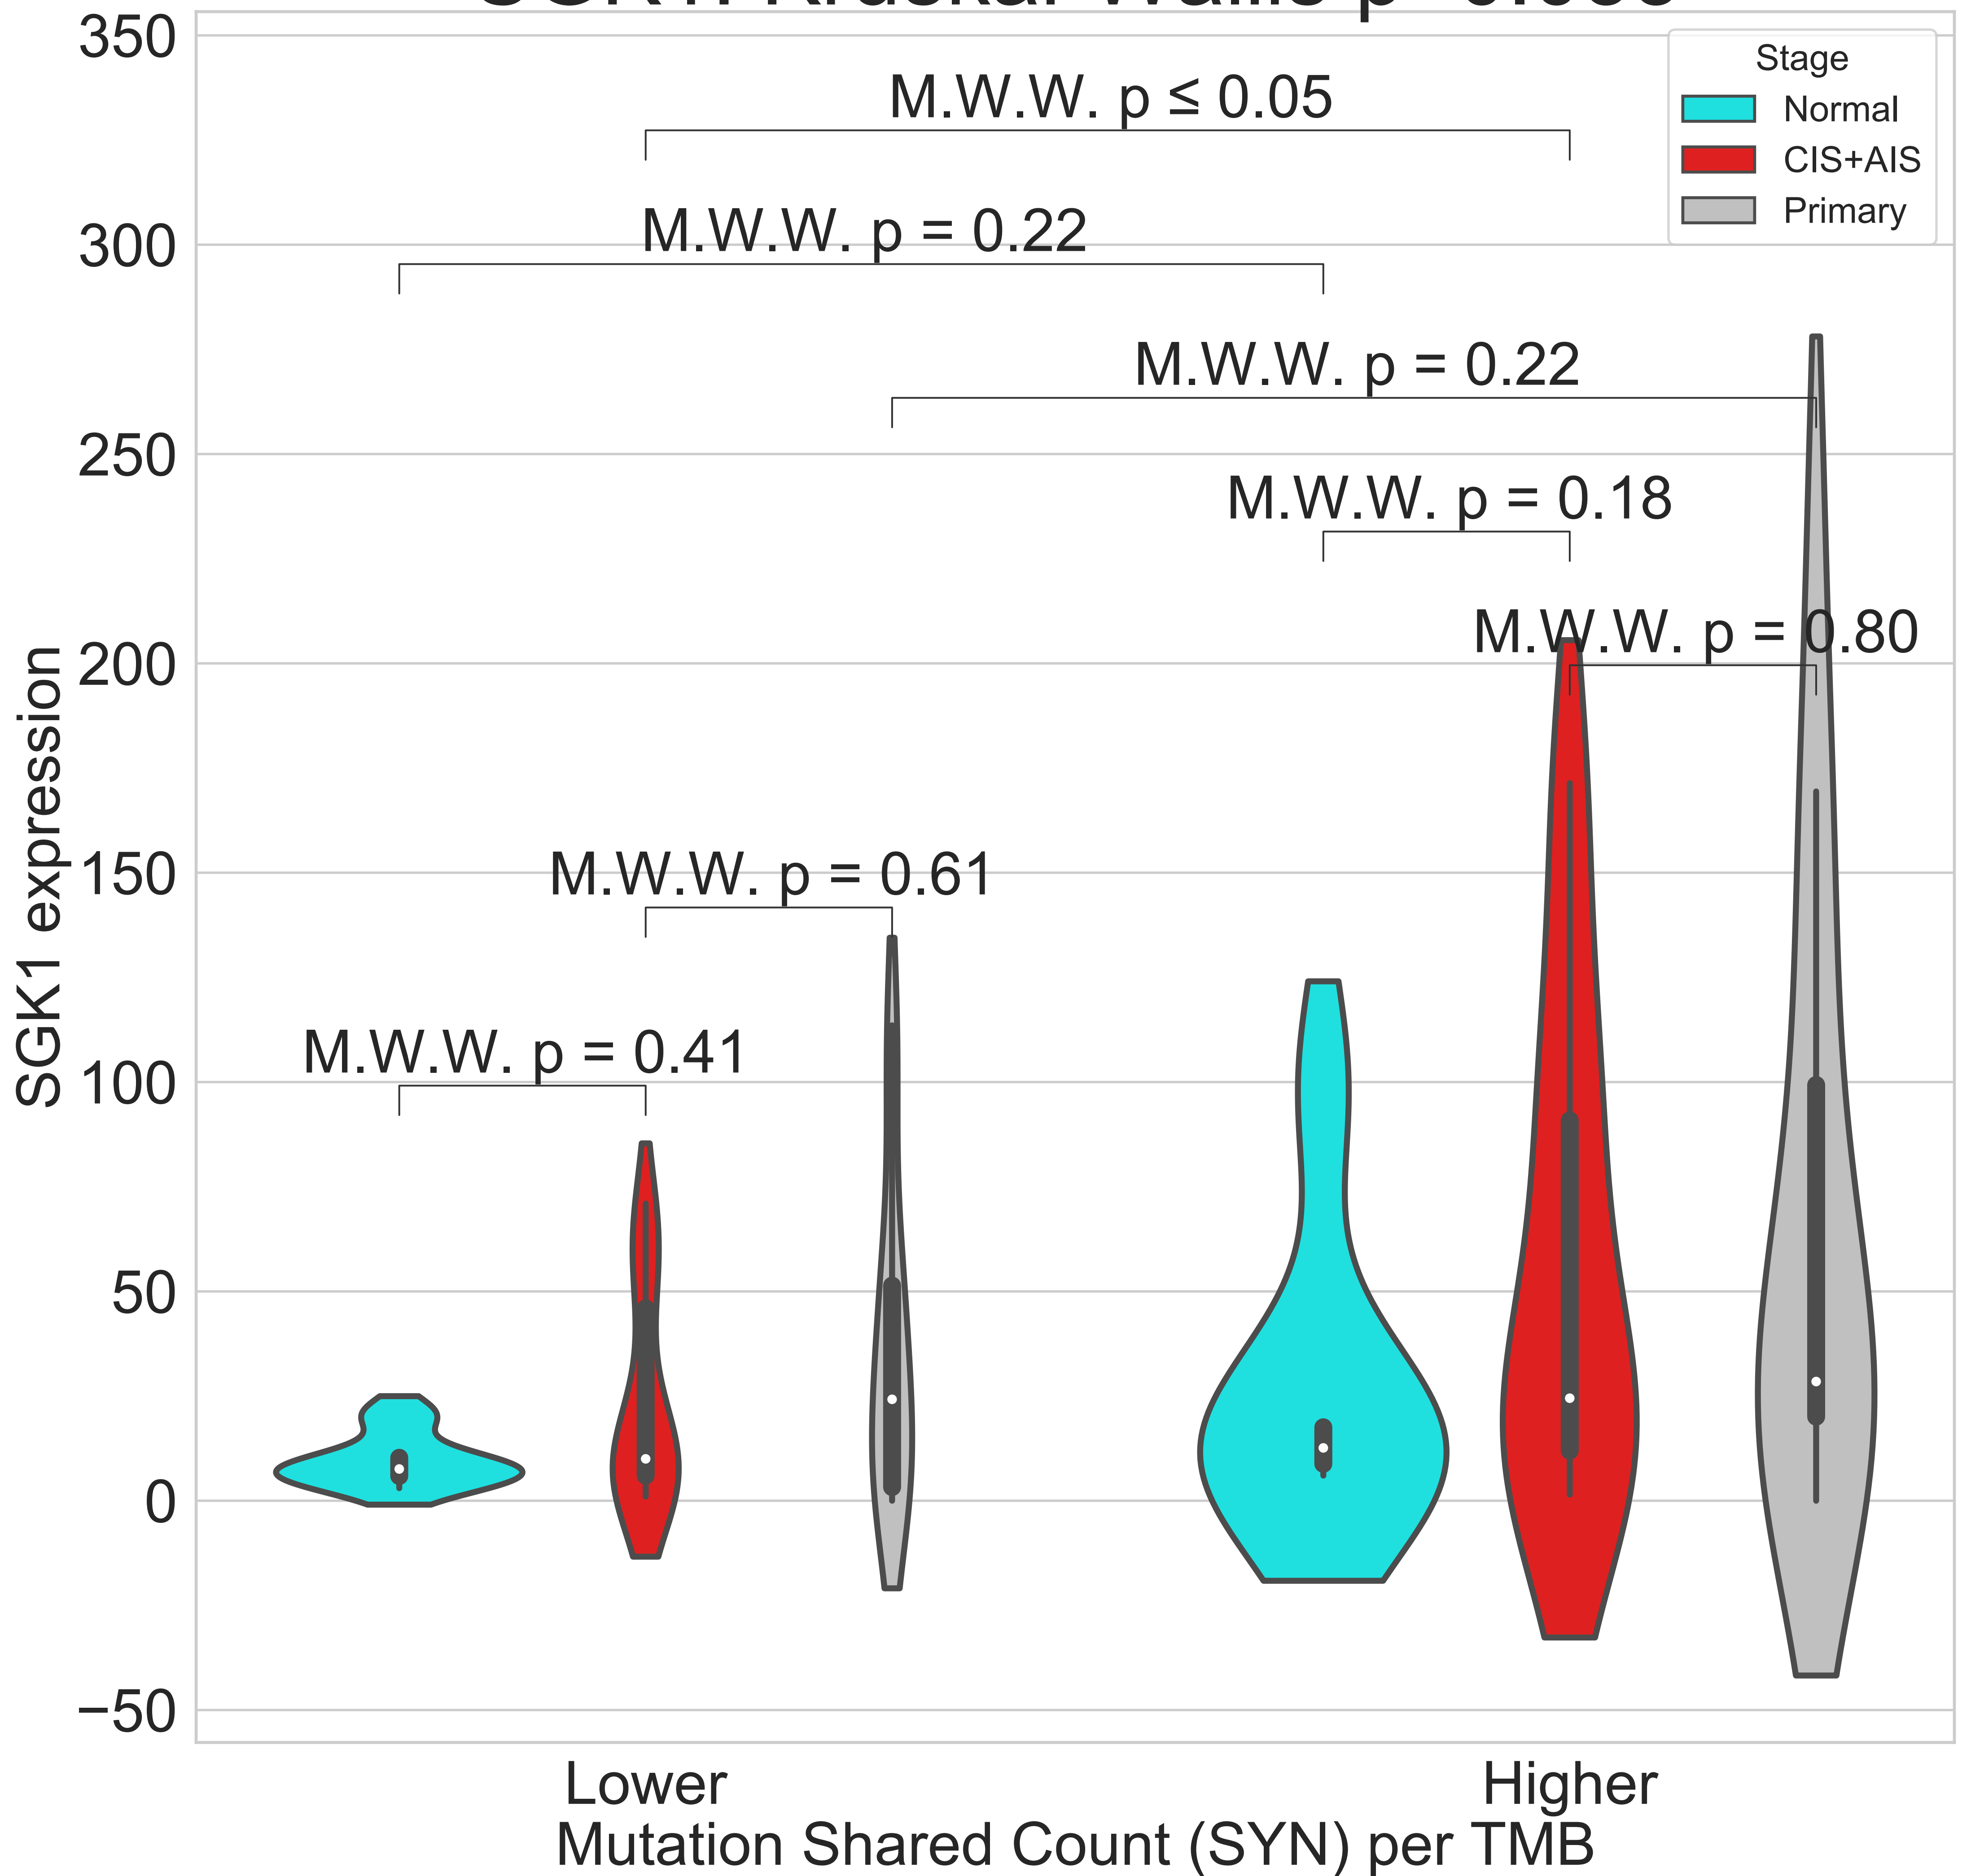 350
M.W.W. p ≤ 0.05
Stage
Normal
CIS+AIS
Primary
300
M.W.W. p = 0.22
M.W.W. p = 0.22
250
M.W.W. p = 0.18
200
M.W.W. p = 0.80
150
M.W.W. p = 0.61
100
M.W.W. p = 0.41
50
0
−50
SGK1 expression
Lower
Higher
Mutation Shared Count (SYN) per TMB